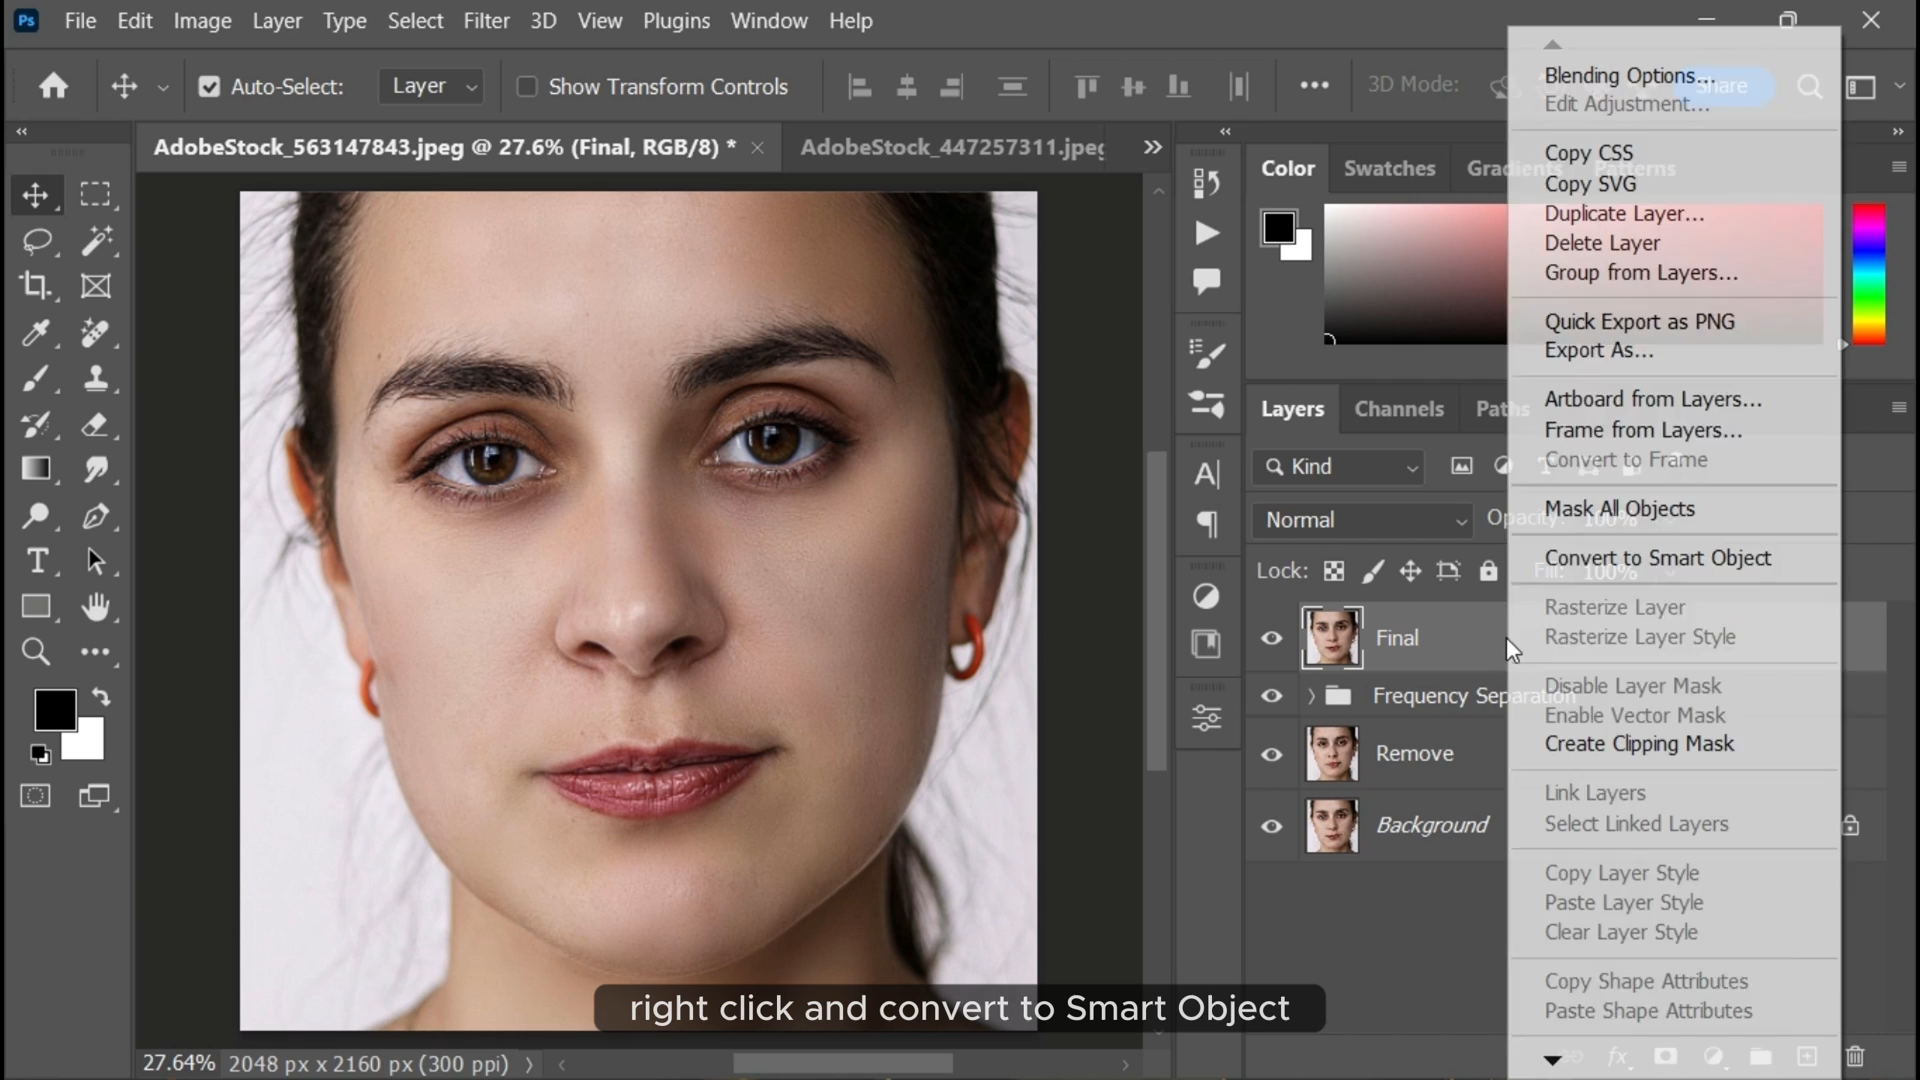 Ps File Edit Image Layer Type Select Filter 3D View Plugins Window Help
Auto-Select: Layer Show Transform Controls 3D Mode: Share
AdobeStock_563147843.jpeg @ 27.6% (Final, RGB/8) *
AdobeStock_447257311.jpeg
Color Swatches Gradients Patterns
Layers Channels Paths
Kind
Normal Opacity: 100%
Lock: Fill: 100%
Final
Frequency Separation
Remove
Background
Blending Options...
Edit Adjustment...
Copy CSS
Copy SVG
Duplicate Layer...
Delete Layer
Group from Layers...
Quick Export as PNG
Export As...
Artboard from Layers...
Frame from Layers...
Convert to Frame
Mask All Objects
Convert to Smart Object
Rasterize Layer
Rasterize Layer Style
Disable Layer Mask
Enable Vector Mask
Create Clipping Mask
Link Layers
Select Linked Layers
Copy Layer Style
Paste Layer Style
Clear Layer Style
Copy Shape Attributes
Paste Shape Attributes
right click and convert to Smart Object
27.64% 2048 px x 2160 px (300 ppi)